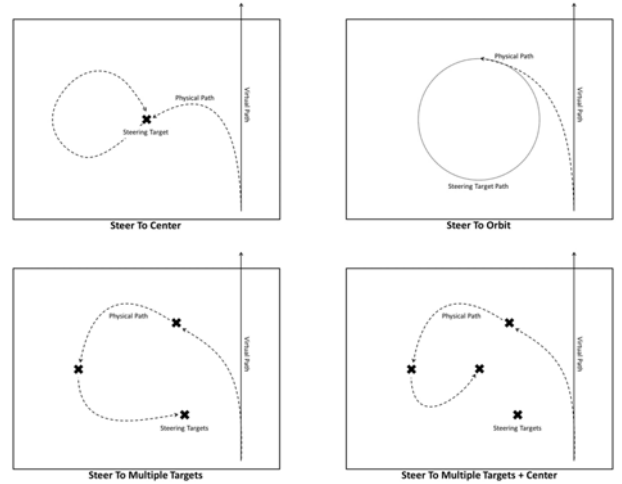 Physical Path
Virtual Path
Steering Target
Steer To Center
Physical Path
Virtual Path
Steering Target Path
Steer To Orbit
Physical Path
Virtual Path
Steering Targets
Steer To Multiple Targets
Physical Path
Virtual Path
Steering Targets
Steer To Multiple Targets + Center